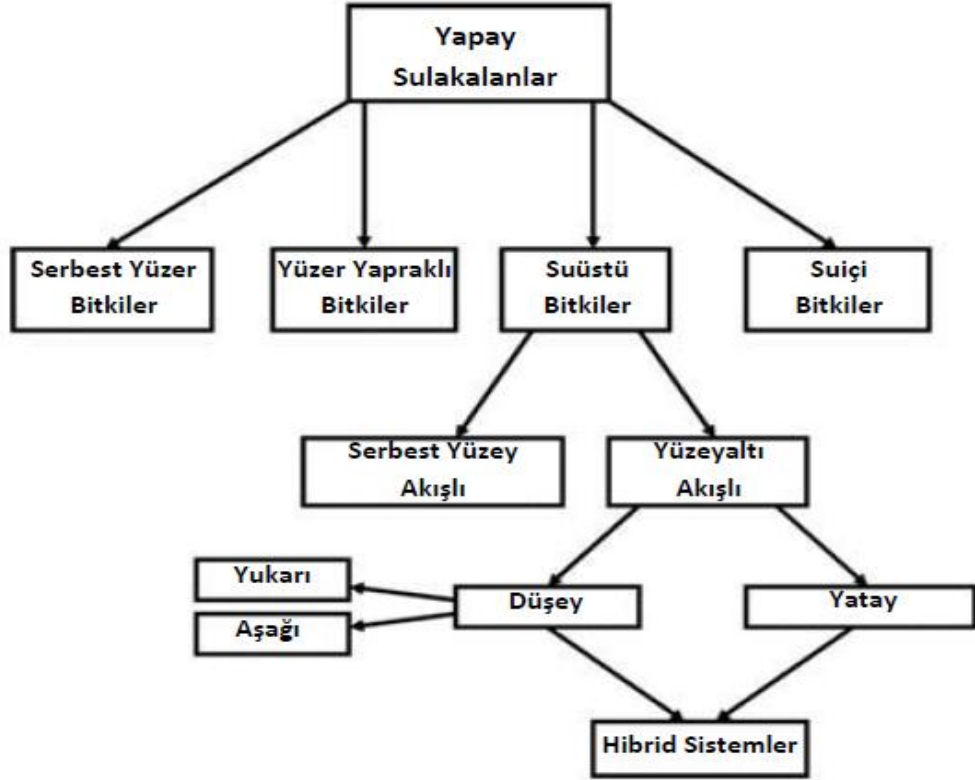 Yapay
Sulakalanlar
Serbest Yüzer
Bitkiler
Yüzer Yapraklı
Bitkiler
Suüstü
Bitkiler
Suiçi
Bitkiler
Serbest Yüzey
Akışlı
Yüzeyaltı
Akışlı
Yukarı
Aşağı
Düşey
Yatay
Hibrid Sistemler